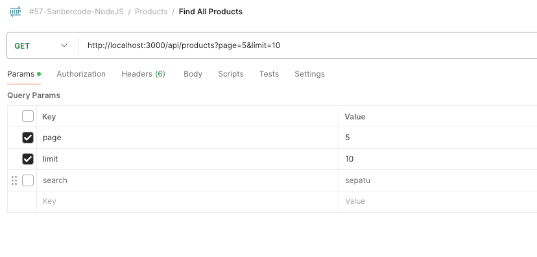 #57-Sanbercode-NodeJS / Products / Find All Products
GET http://localhost:3000/api/products?page=5&limit=10
Params Authorization Headers (6) Body Scripts Tests Settings
Query Params
Key Value
page 5
limit 10
search sepatu
Key Value